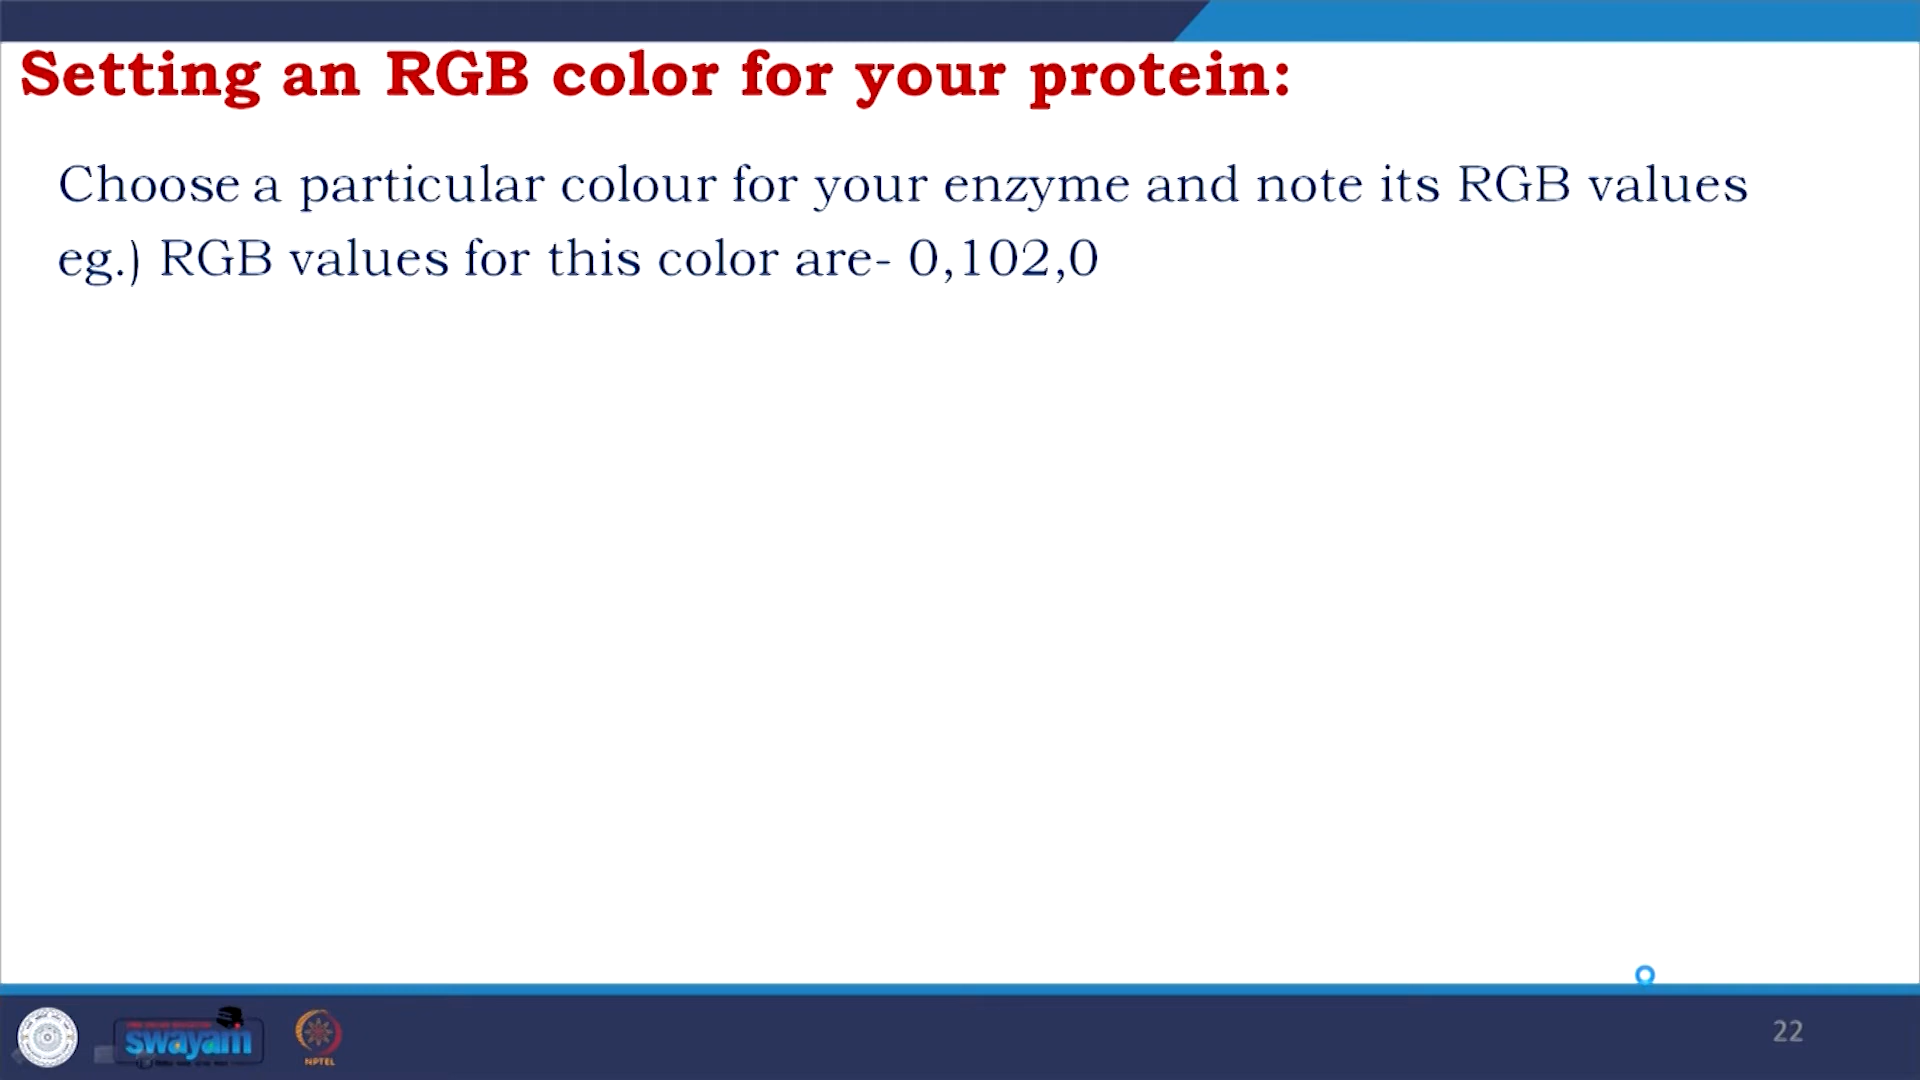 Setting an RGB color for your protein:
Choose a particular colour for your enzyme and note its RGB values
eg.) RGB values for this color are- 0,102,0
swayam
NPTEL
22